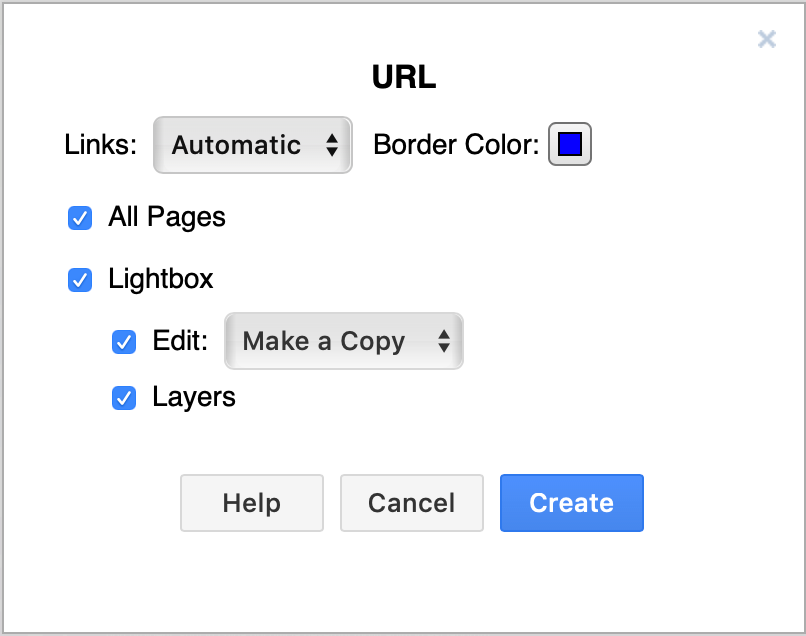 URL
Links: Automatic Border Color:
All Pages
Lightbox
Edit: Make a Copy
Layers
Help Cancel Create